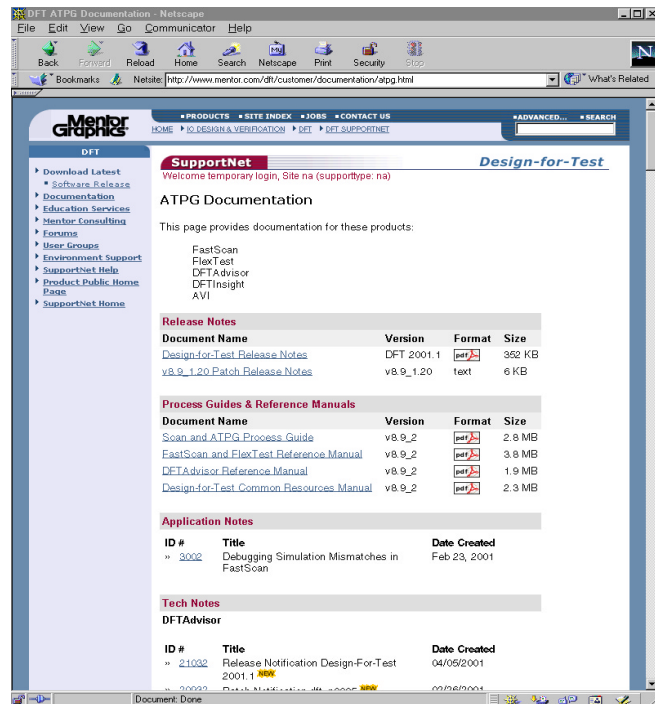 DFT ATPG Documentation - Netscape
File Edit View Go Communicator Help
Back Forward Reload Home Search Netscape Print Security Stop
Bookmarks Netsite: http://www.mentor.com/dft/customer/documentation/atpg.html What's Related
Mentor Graphics
PRODUCTS SITE INDEX JOBS CONTACT US
ADVANCED... SEARCH
HOME IC DESIGN & VERIFICATION DFT DFT SUPPORTNET
DFT
Download Latest
Software Release
Documentation
Education Services
Mentor Consulting
Forums
User Groups
Environment Support
SupportNet Help
Product Public Home
Page
SupportNet Home
SupportNet
Design-for-Test
Welcome temporary login, Site na (supporttype: na)
ATPG Documentation
This page provides documentation for these products:
FastScan
FlexTest
DFTAdvisor
DFTInsight
AVI
Release Notes
Document Name Version Format Size
Design-for-Test Release Notes DFT 2001.1 pdf 352 KB
v8.9_1.20 Patch Release Notes v8.9_1.20 text 6 KB
Process Guides & Reference Manuals
Document Name Version Format Size
Scan and ATPG Process Guide v8.9_2 pdf 2.8 MB
FastScan and FlexTest Reference Manual v8.9_2 pdf 3.8 MB
DFTAdvisor Reference Manual v8.9_2 pdf 1.9 MB
Design-for-Test Common Resources Manual v8.9_2 pdf 2.3 MB
Application Notes
ID # Title Date Created
» 3002 Debugging Simulation Mismatches in Feb 23, 2001
FastScan
Tech Notes
DFTAdvisor
ID # Title Date Created
» 21032 Release Notification Design-For-Test 04/05/2001
2001.1 NEW
Document: Done